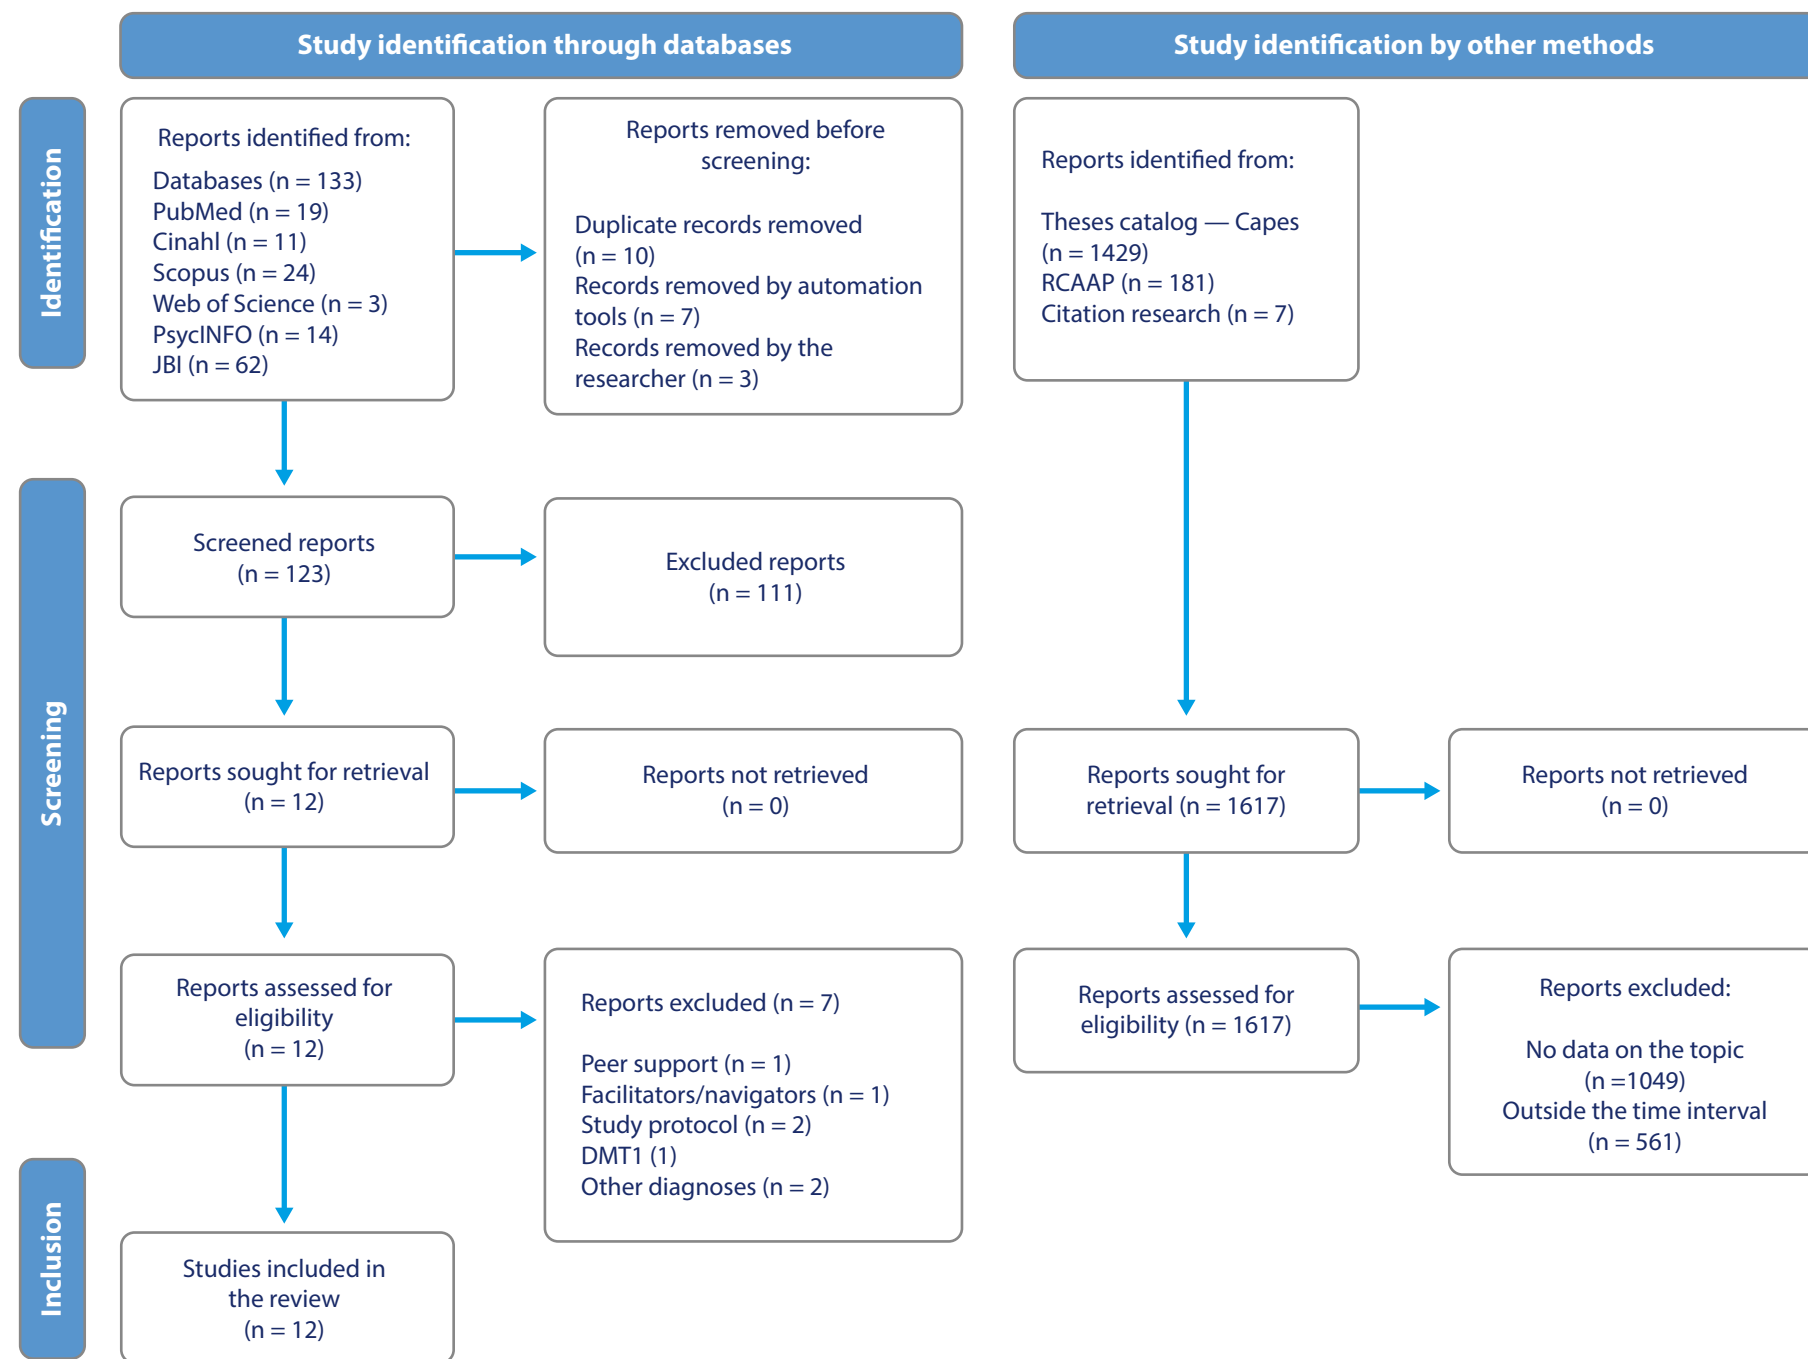 Study identification through databases
Study identification by other methods
Identification
Reports identified from:
Databases (n = 133)
PubMed (n = 19)
Cinahl (n = 11)
Scopus (n = 24)
Web of Science (n = 3)
PsycINFO (n = 14)
JBI (n = 62)
Reports removed before
screening:
Duplicate records removed
(n = 10)
Records removed by automation
tools (n = 7)
Records removed by the
researcher (n = 3)
Reports identified from:
Theses catalog — Capes
(n = 1429)
RCAAP (n = 181)
Citation research (n = 7)
Screening
Screened reports
(n = 123)
Excluded reports
(n = 111)
Reports sought for retrieval
(n = 12)
Reports not retrieved
(n = 0)
Reports sought for
retrieval (n = 1617)
Reports not retrieved
(n = 0)
Reports assessed for
eligibility
(n = 12)
Reports excluded (n = 7)
Peer support (n = 1)
Facilitators/navigators (n = 1)
Study protocol (n = 2)
DMT1 (1)
Other diagnoses (n = 2)
Reports assessed for
eligibility (n = 1617)
Reports excluded:
No data on the topic
(n =1049)
Outside the time interval
(n = 561)
Inclusion
Studies included in
the review
(n = 12)